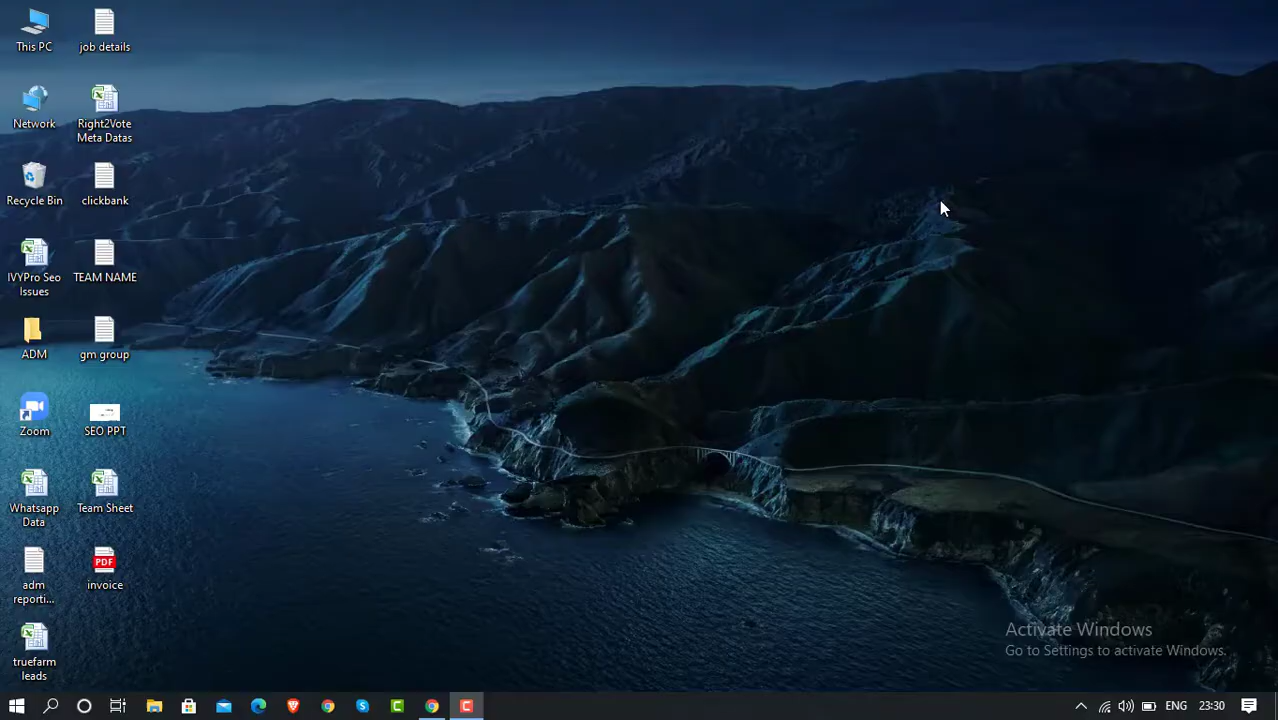 This PC
job details
Network
Right2Vote
Meta Datas
Recycle Bin
clickbank
IVYPro Seo
Issues
TEAM NAME
ADM
gm group
Zoom
SEO PPT
Whatsapp
Data
Team Sheet
adm
reporti...
PDF
invoice
truefarm
leads
Activate Windows
Go to Settings to activate Windows.
ENG
23:30